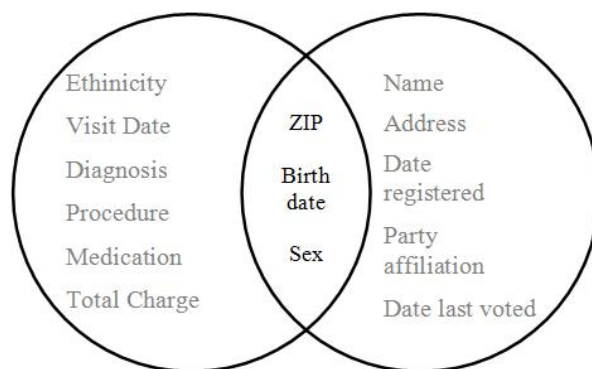 Ethinicity
Visit Date
Diagnosis
Procedure
Medication
Total Charge
ZIP
Birth
date
Sex
Name
Address
Date
registered
Party
affiliation
Date last voted